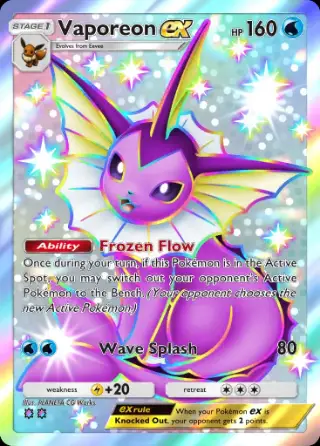 STAGE 1
Vaporeon ex
HP 160
Evolves from Eevee
Ability Frozen Flow
Once during your turn, if this Pokémon is in the Active
Spot, you may switch out your opponent's Active
Pokémon to the Bench. (Your opponent chooses the
new Active Pokémon.)
Wave Splash 80
weakness +20 retreat
Illus. PLANETA CG Works
ex rule When your Pokémon ex is
Knocked Out, your opponent gets 2 points.